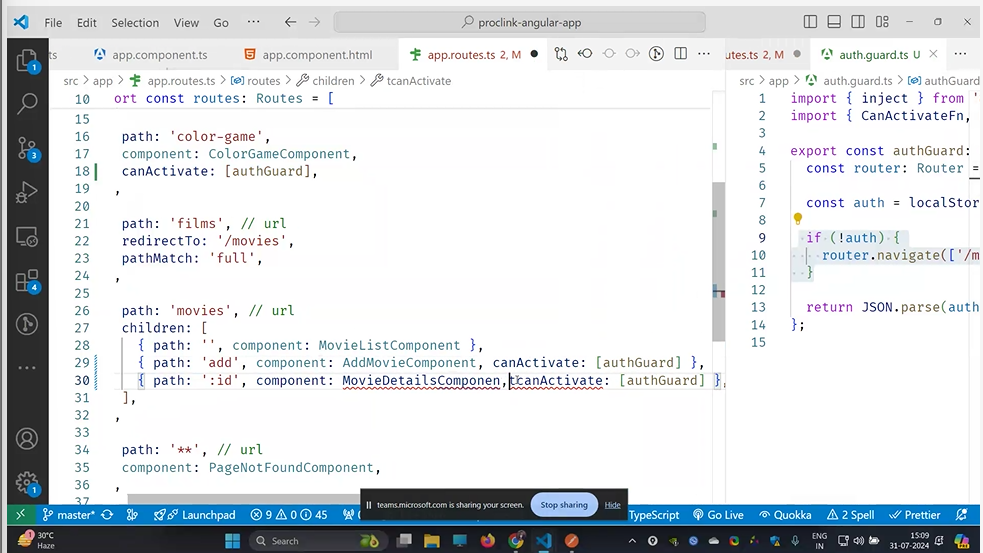 File Edit Selection View Go ··· proclink-angular-app
ts app.component.ts app.component.html app.routes.ts 2, M utes.ts 2, M auth.guard.ts U
src > app > app.routes.ts > routes > children > tcanActivate
src > app > auth.guard.ts > authGuard
10 ort const routes: Routes = [
15
16 path: 'color-game',
17 component: ColorGameComponent,
18 canActivate: [authGuard],
19 ,
20
21 path: 'films', // url
22 redirectTo: '/movies',
23 pathMatch: 'full',
24 ,
25
26 path: 'movies', // url
27 children: [
28 { path: '', component: MovieListComponent },
29 { path: 'add', component: AddMovieComponent, canActivate: [authGuard] },
30 { path: ':id', component: MovieDetailsComponen,tcanActivate: [authGuard] },
31 ],
32 ,
33
34 path: '**', // url
35 component: PageNotFoundComponent,
36 ,
37
1 import { inject } from '
2 import { CanActivateFn,
3
4 export const authGuard:
5 const router: Router =
6
7 const auth = localStor
8
9 if (!auth) {
10 router.navigate(['/m
11 }
12
13 return JSON.parse(auth
14 };
15
1
3
4
1
teams.microsoft.com is sharing your screen. Stop sharing Hide
master* Launchpad 9 0 45 TypeScript Go Live Quokka 2 Spell Prettier
30°C
Haze
Search
ENG
IN
15:09
31-07-2024